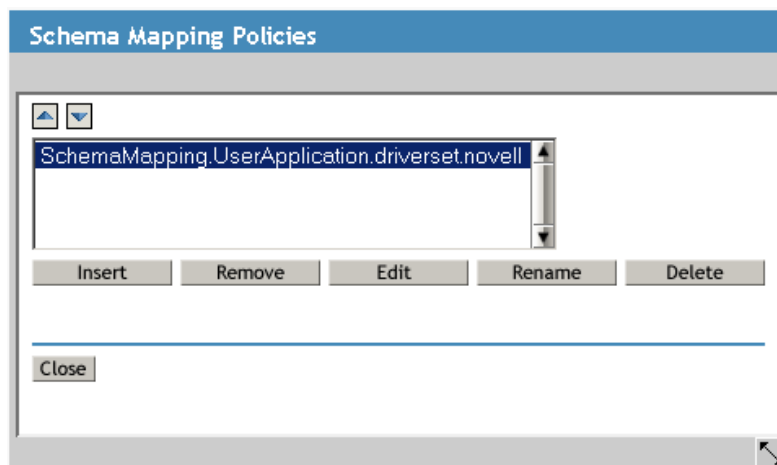 Schema Mapping Policies
SchemaMapping.UserApplication.driverset.novell
Insert Remove Edit Rename Delete
Close